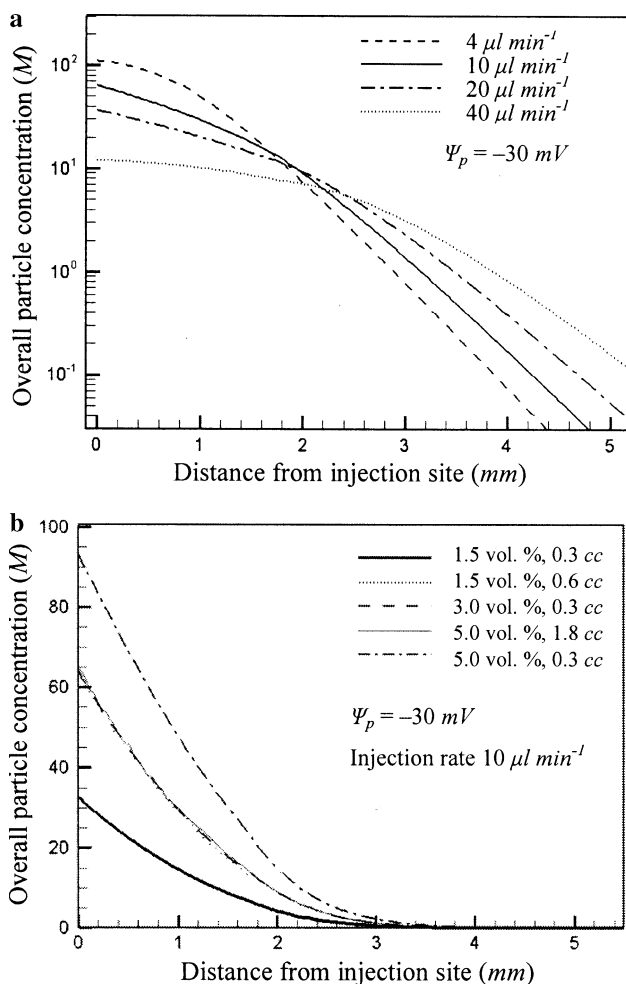 a
Overall particle concentration (M)
10²
10¹
10⁰
10⁻¹
4 µl min⁻¹
10 µl min⁻¹
20 µl min⁻¹
40 µl min⁻¹
Ψp = –30 mV
0 1 2 3 4 5
Distance from injection site (mm)
b
Overall particle concentration (M)
100
80
60
40
20
0
1.5 vol. %, 0.3 cc
1.5 vol. %, 0.6 cc
3.0 vol. %, 0.3 cc
5.0 vol. %, 1.8 cc
5.0 vol. %, 0.3 cc
Ψp = –30 mV
Injection rate 10 µl min⁻¹
0 1 2 3 4 5
Distance from injection site (mm)